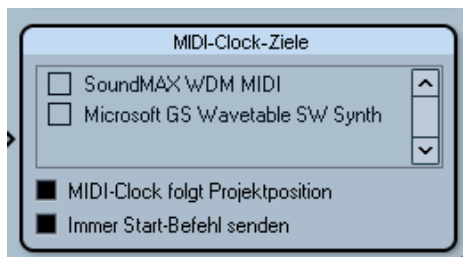 MIDI-Clock-Ziele
SoundMAX WDM MIDI
Microsoft GS Wavetable SW Synth
MIDI-Clock folgt Projektposition
Immer Start-Befehl senden